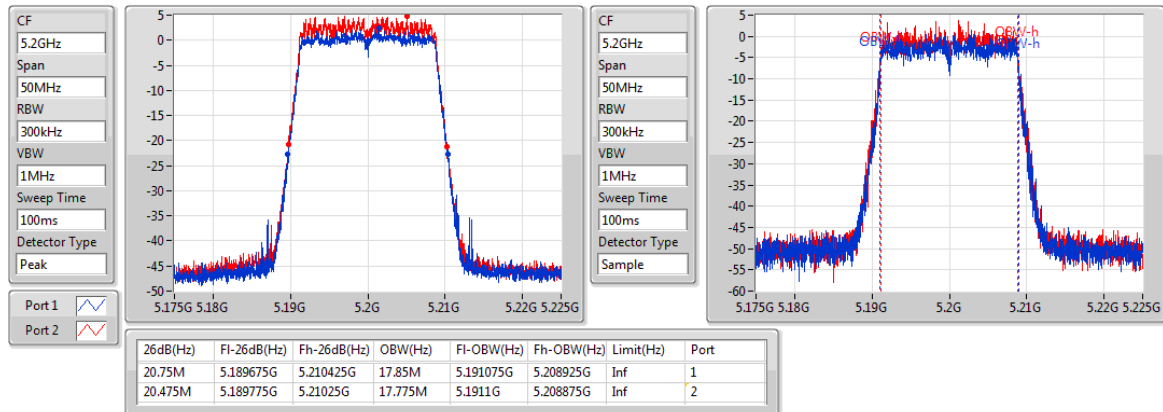 CF
5.2GHz
Span
50MHz
RBW
300kHz
VBW
1MHz
Sweep Time
100ms
Detector Type
Peak
Port 1
Port 2
5
0
-5
-10
-15
-20
-25
-30
-35
-40
-45
-50
5.175G 5.18G 5.19G 5.2G 5.21G 5.22G 5.225G
CF
5.2GHz
Span
50MHz
RBW
300kHz
VBW
1MHz
Sweep Time
100ms
Detector Type
Sample
5
0
-5
-10
-15
-20
-25
-30
-35
-40
-45
-50
-55
-60
OBW-h
5.175G 5.18G 5.19G 5.2G 5.21G 5.22G 5.225G
26dB(Hz) Fl-26dB(Hz) Fh-26dB(Hz) OBW(Hz) Fl-OBW(Hz) Fh-OBW(Hz) Limit(Hz) Port
20.75M 5.189675G 5.210425G 17.85M 5.191075G 5.208925G Inf 1
20.475M 5.189775G 5.21025G 17.775M 5.1911G 5.208875G Inf 2